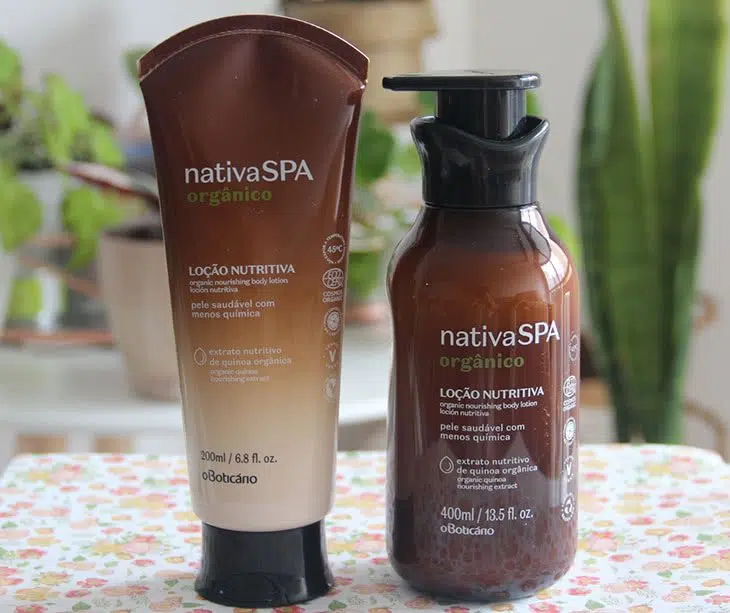 nativaSPA
orgânico
LOÇÃO NUTRITIVA
organic nourishing body lotion
loción nutritiva
pele saudável com
menos química
extrato nutritivo
de quinoa orgânica
organic quinoa
nourishing extract
200ml / 6.8 fl. oz.
oBoticário
45ºC
COSMOS
ORGANIC
nativaSPA
orgânico
LOÇÃO NUTRITIVA
organic nourishing body lotion
loción nutritiva
pele saudável com
menos química
extrato nutritivo
de quinoa orgânica
organic quinoa
nourishing extract
400ml / 13.5 fl. oz.
oBoticário